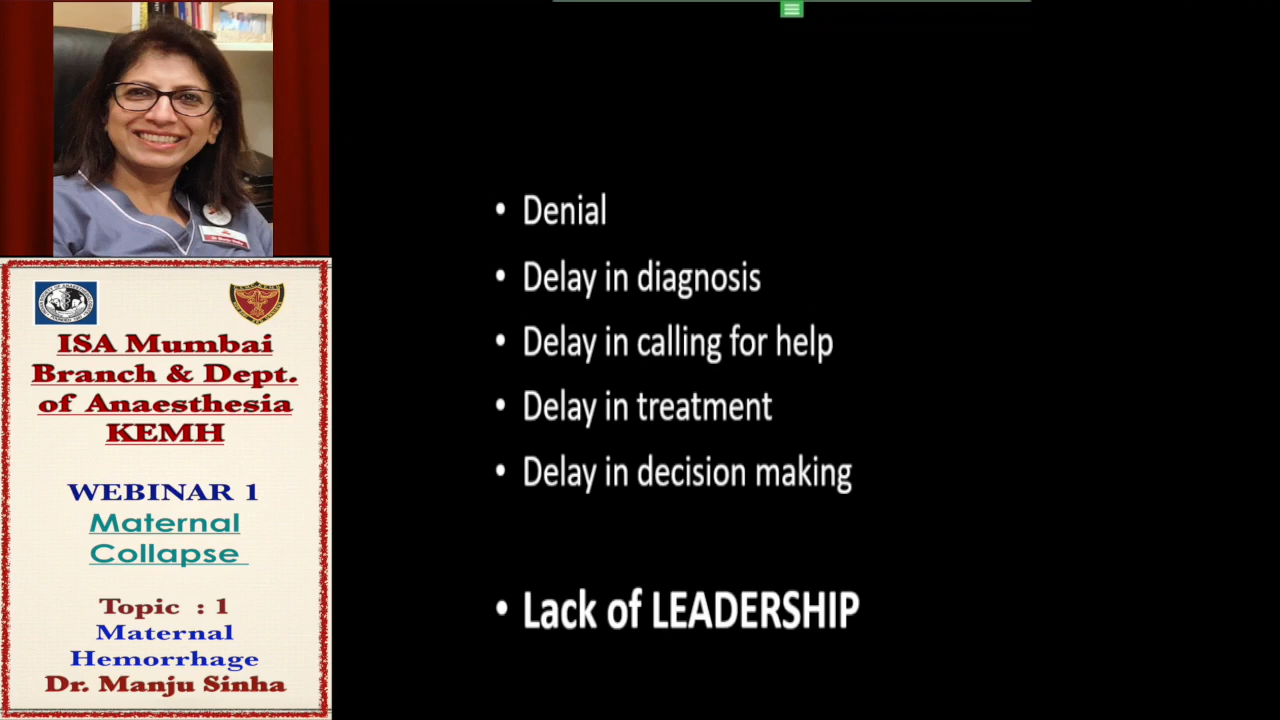 ISA Mumbai
Branch & Dept.
of Anaesthesia
KEMH
WEBINAR 1
Maternal
Collapse
Topic : 1
Maternal
Hemorrhage
Dr. Manju Sinha
• Denial
• Delay in diagnosis
• Delay in calling for help
• Delay in treatment
• Delay in decision making
• Lack of LEADERSHIP